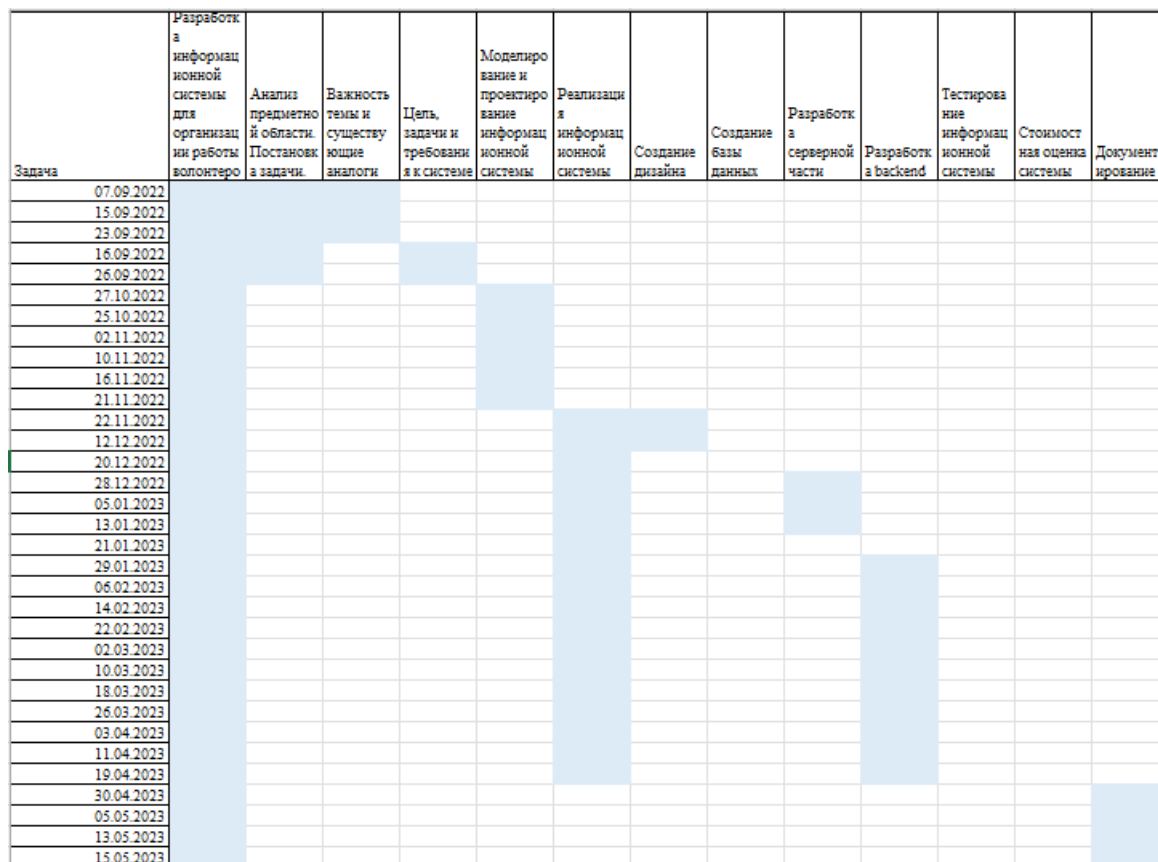 Задача
Разработк
а
информац
ионной
системы
для
организац
ии работы
волонтеро
Анализ
предметно
й области.
Постановк
а задачи.
Важность
темы и
существу
ющие
аналоги
Цель,
задачи и
требовани
я к системе
Моделиро
вание и
проектиро
вание
информац
ионной
системы
Реализаци
я
информац
ионной
системы
Создание
дизайна
Создание
базы
данных
Разработк
а
серверной
части
Разработк
а backend
Тестирова
ние
информац
ионной
системы
Стоимост
ная оценка
системы
Документ
ирование
07.09.2022
15.09.2022
23.09.2022
16.09.2022
26.09.2022
27.10.2022
25.10.2022
02.11.2022
10.11.2022
16.11.2022
21.11.2022
22.11.2022
12.12.2022
20.12.2022
28.12.2022
05.01.2023
13.01.2023
21.01.2023
29.01.2023
06.02.2023
14.02.2023
22.02.2023
02.03.2023
10.03.2023
18.03.2023
26.03.2023
03.04.2023
11.04.2023
19.04.2023
30.04.2023
05.05.2023
13.05.2023
15.05.2023